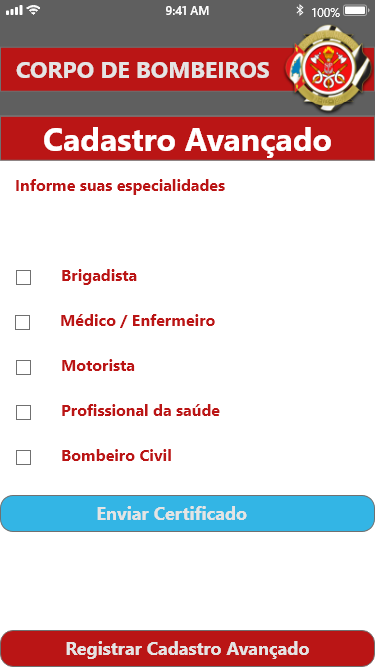 9:41 AM
100%
CORPO DE BOMBEIROS
Cadastro Avançado
Informe suas especialidades
Brigadista
Médico / Enfermeiro
Motorista
Profissional da saúde
Bombeiro Civil
Enviar Certificado
Registrar Cadastro Avançado